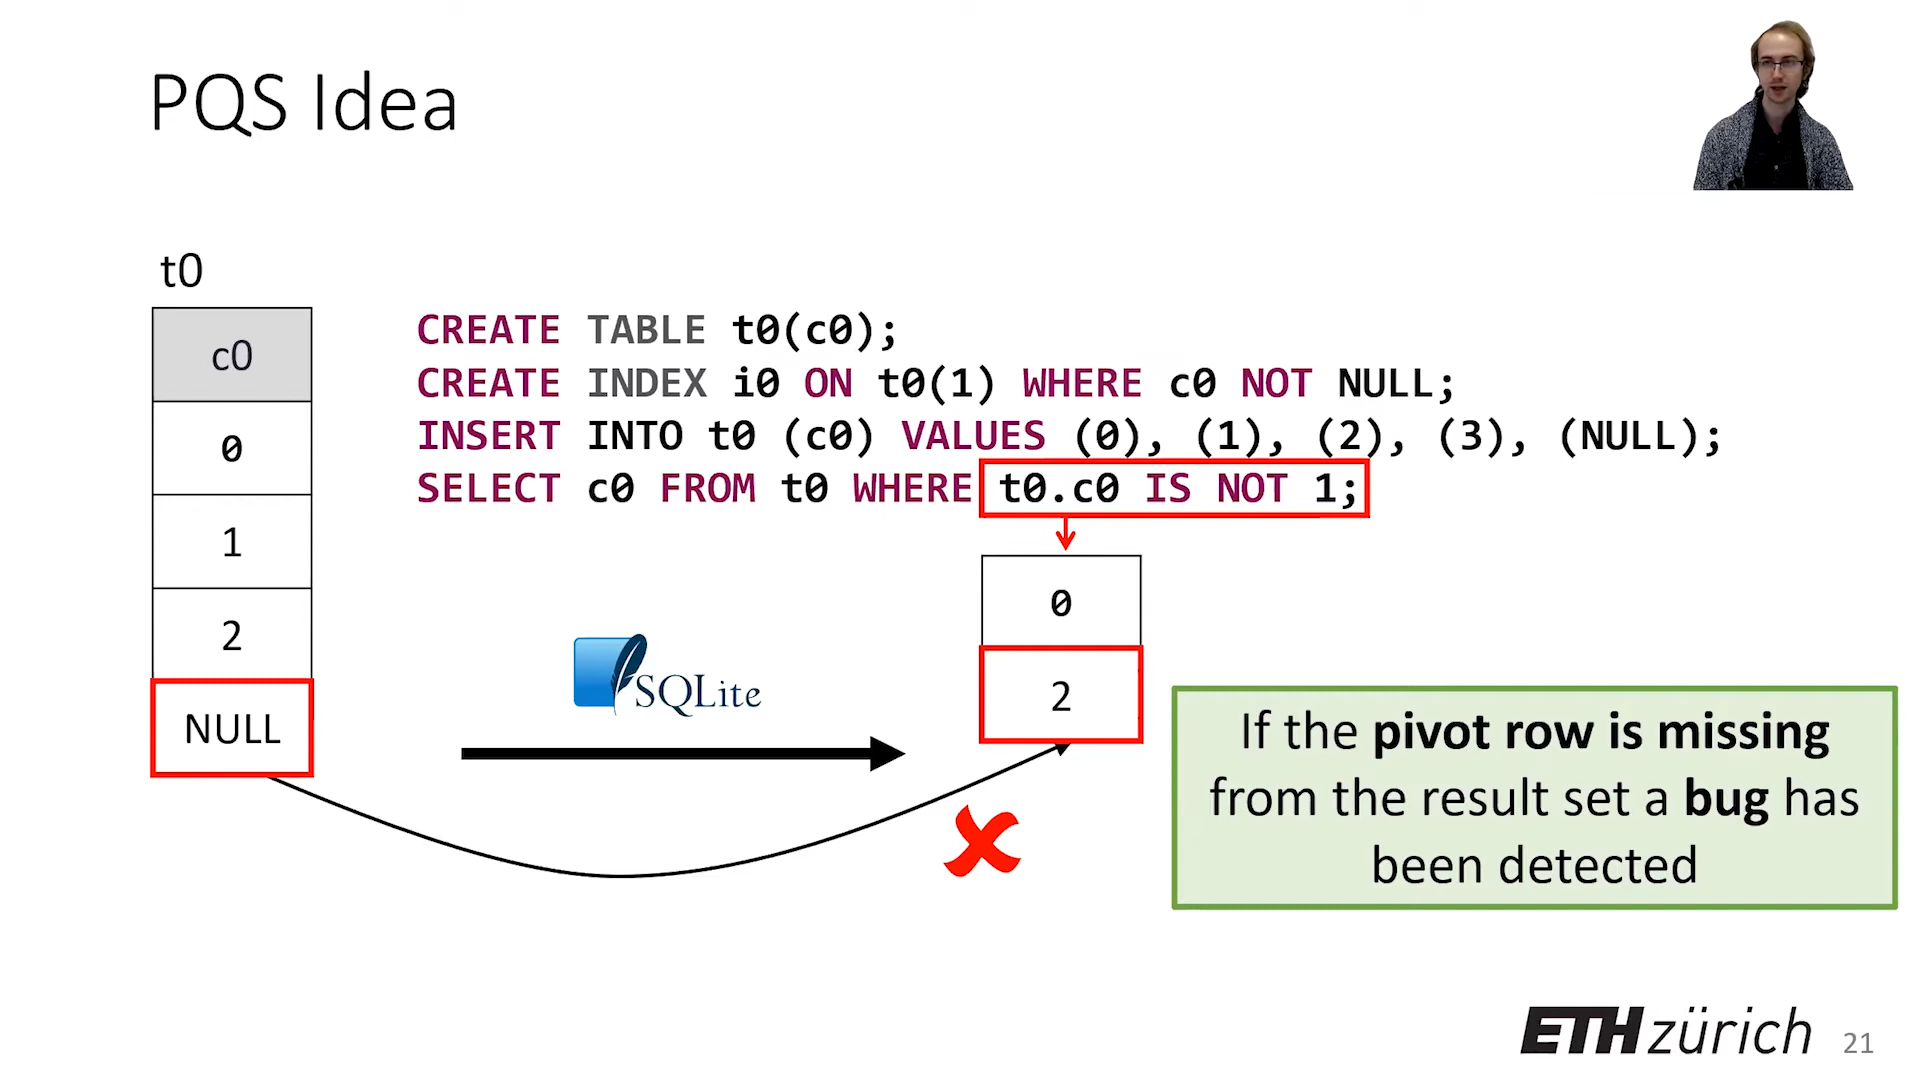 PQS Idea
t0
c0
0
1
2
NULL
CREATE TABLE t0(c0);
CREATE INDEX i0 ON t0(1) WHERE c0 NOT NULL;
INSERT INTO t0 (c0) VALUES (0), (1), (2), (3), (NULL);
SELECT c0 FROM t0 WHERE t0.c0 IS NOT 1;
SQLite
0
2
If the pivot row is missing
from the result set a bug has
been detected
ETH zürich
21